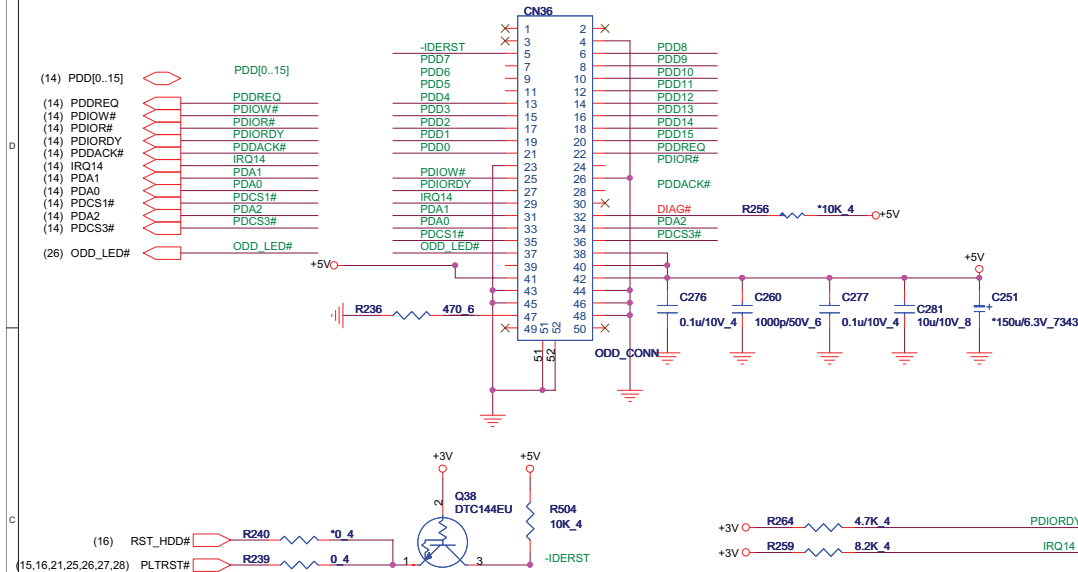 CN36
1 2
3 4
-IDERST 5 6 PDD8
PDD7 7 8 PDD9
PDD6 9 10 PDD10
PDD5 11 12 PDD11
PDD4 13 14 PDD12
PDD3 15 16 PDD13
PDD2 17 18 PDD14
PDD1 19 20 PDD15
PDD0 21 22 PDDREQ
23 24 PDIOR#
PDIOW# 25 26
PDIORDY 27 28 PDDACK#
IRQ14 29 30
PDA1 31 32 DIAG# R256 *10K_4 +5V
PDA0 33 34 PDA2
PDCS1# 35 36 PDCS3#
ODD_LED# 37 38
39 40
41 42
43 44
45 46
47 48
49 51 52 50
51 52
ODD_CONN
(14) PDD[0..15] PDD[0..15]
(14) PDDREQ PDDREQ
(14) PDIOW# PDIOW#
(14) PDIOR# PDIOR#
(14) PDIORDY PDIORDY
(14) PDDACK# PDDACK#
(14) IRQ14 IRQ14
(14) PDA1 PDA1
(14) PDA0 PDA0
(14) PDCS1# PDCS1#
(14) PDA2 PDA2
(14) PDCS3# PDCS3#
(26) ODD_LED# ODD_LED#
+5V
R236 470_6
+5V
C276 0.1u/10V_4
C260 1000p/50V_6
C277 0.1u/10V_4
C281 10u/10V_8
C251 + *150u/6.3V_7343
D
C
+3V
+5V
Q38
DTC144EU
2
1
3
R504
10K_4
-IDERST
(16) RST_HDD# R240 *0_4
(15,16,21,25,26,27,28) PLTRST# R239 0_4
+3V R264 4.7K_4 PDIORDY
+3V R259 8.2K_4 IRQ14